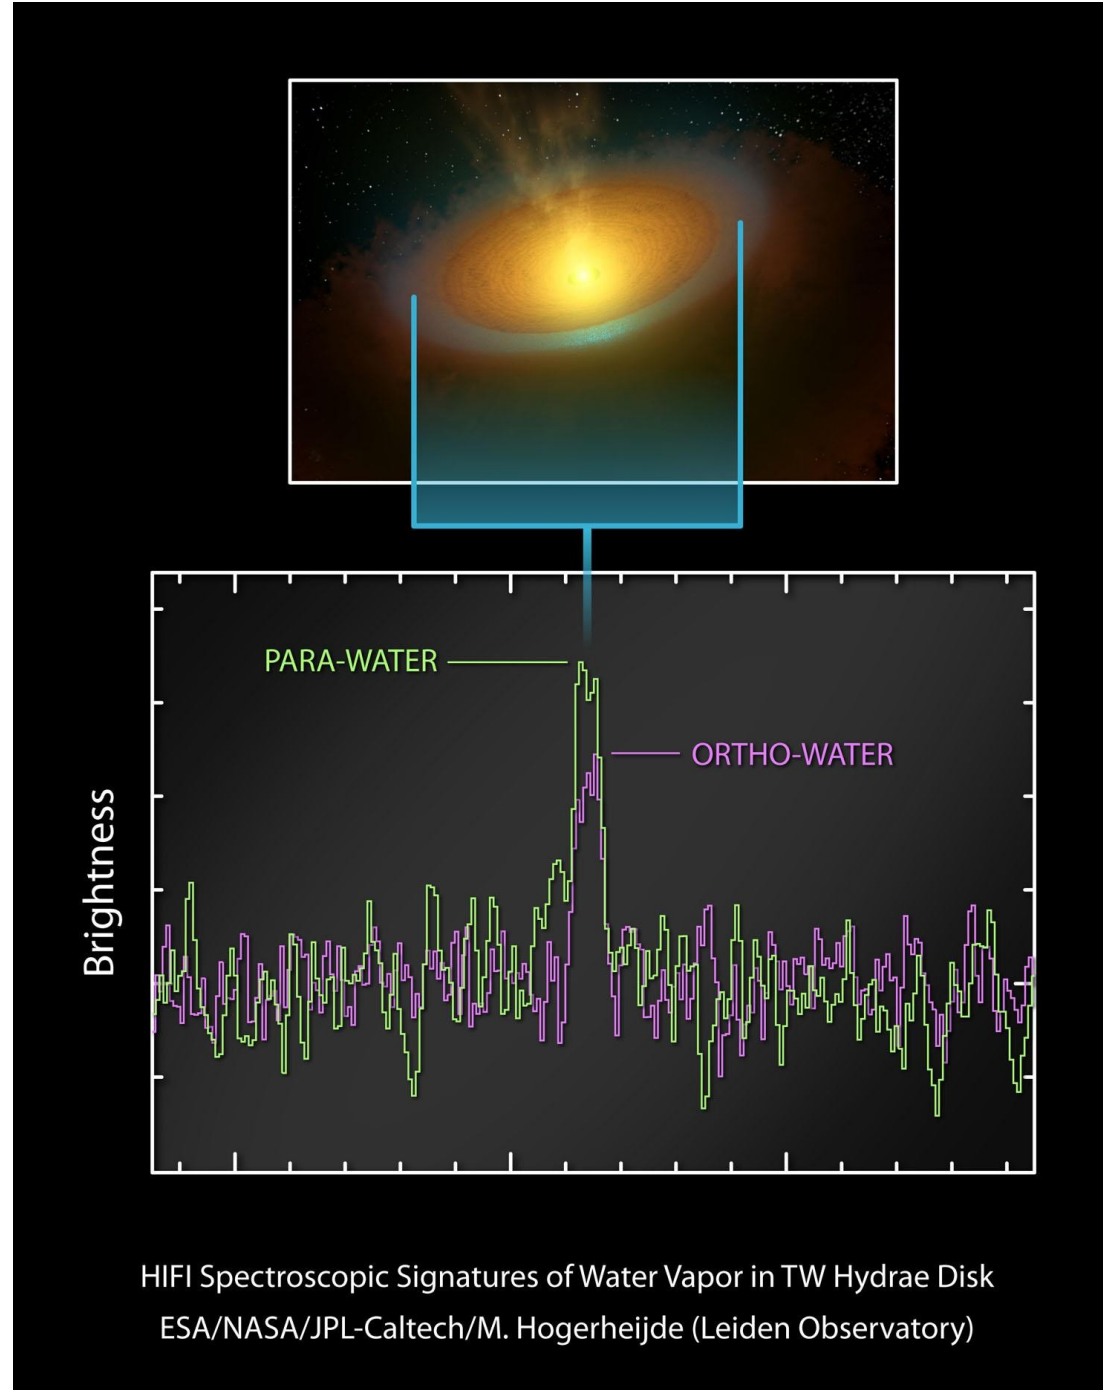 PARA-WATER
ORTHO-WATER
Brightness
HIFI Spectroscopic Signatures of Water Vapor in TW Hydrae Disk
ESA/NASA/JPL-Caltech/M. Hogerheijde (Leiden Observatory)